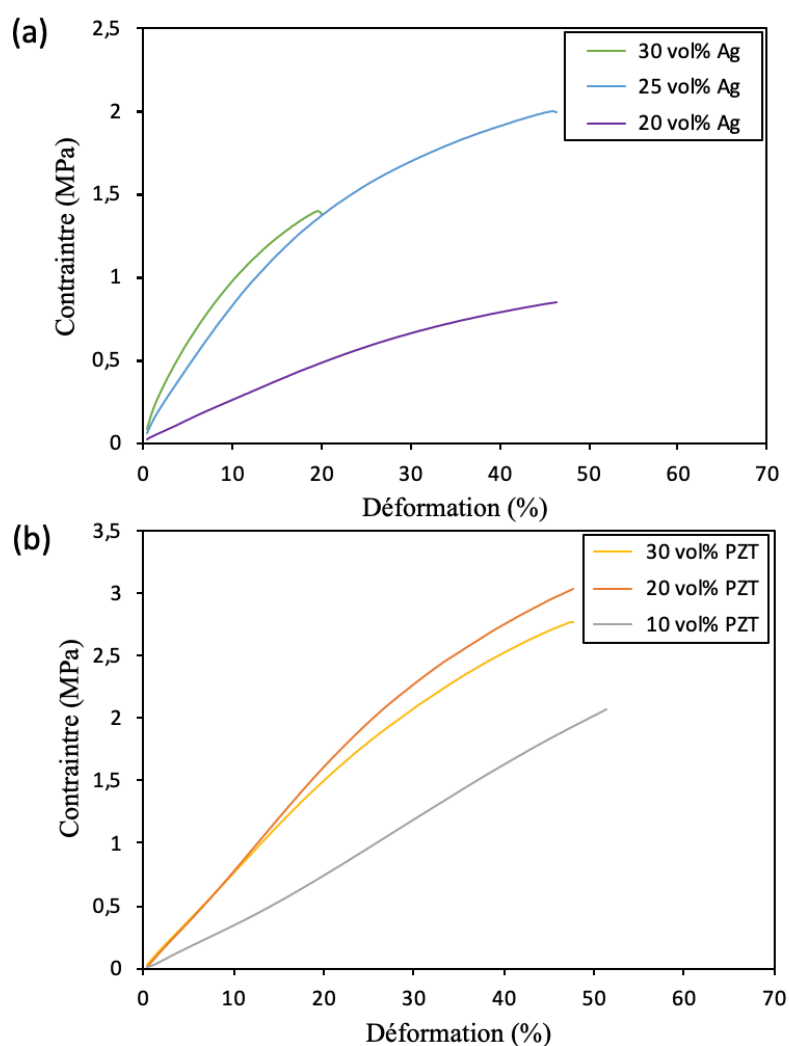 (a)
2,5
2
1,5
1
0,5
0
Contraintre (MPa)
30 vol% Ag
25 vol% Ag
20 vol% Ag
0 10 20 30 40 50 60 70
Déformation (%)
(b)
3,5
3
2,5
2
1,5
1
0,5
0
Contraintre (MPa)
30 vol% PZT
20 vol% PZT
10 vol% PZT
0 10 20 30 40 50 60 70
Déformation (%)